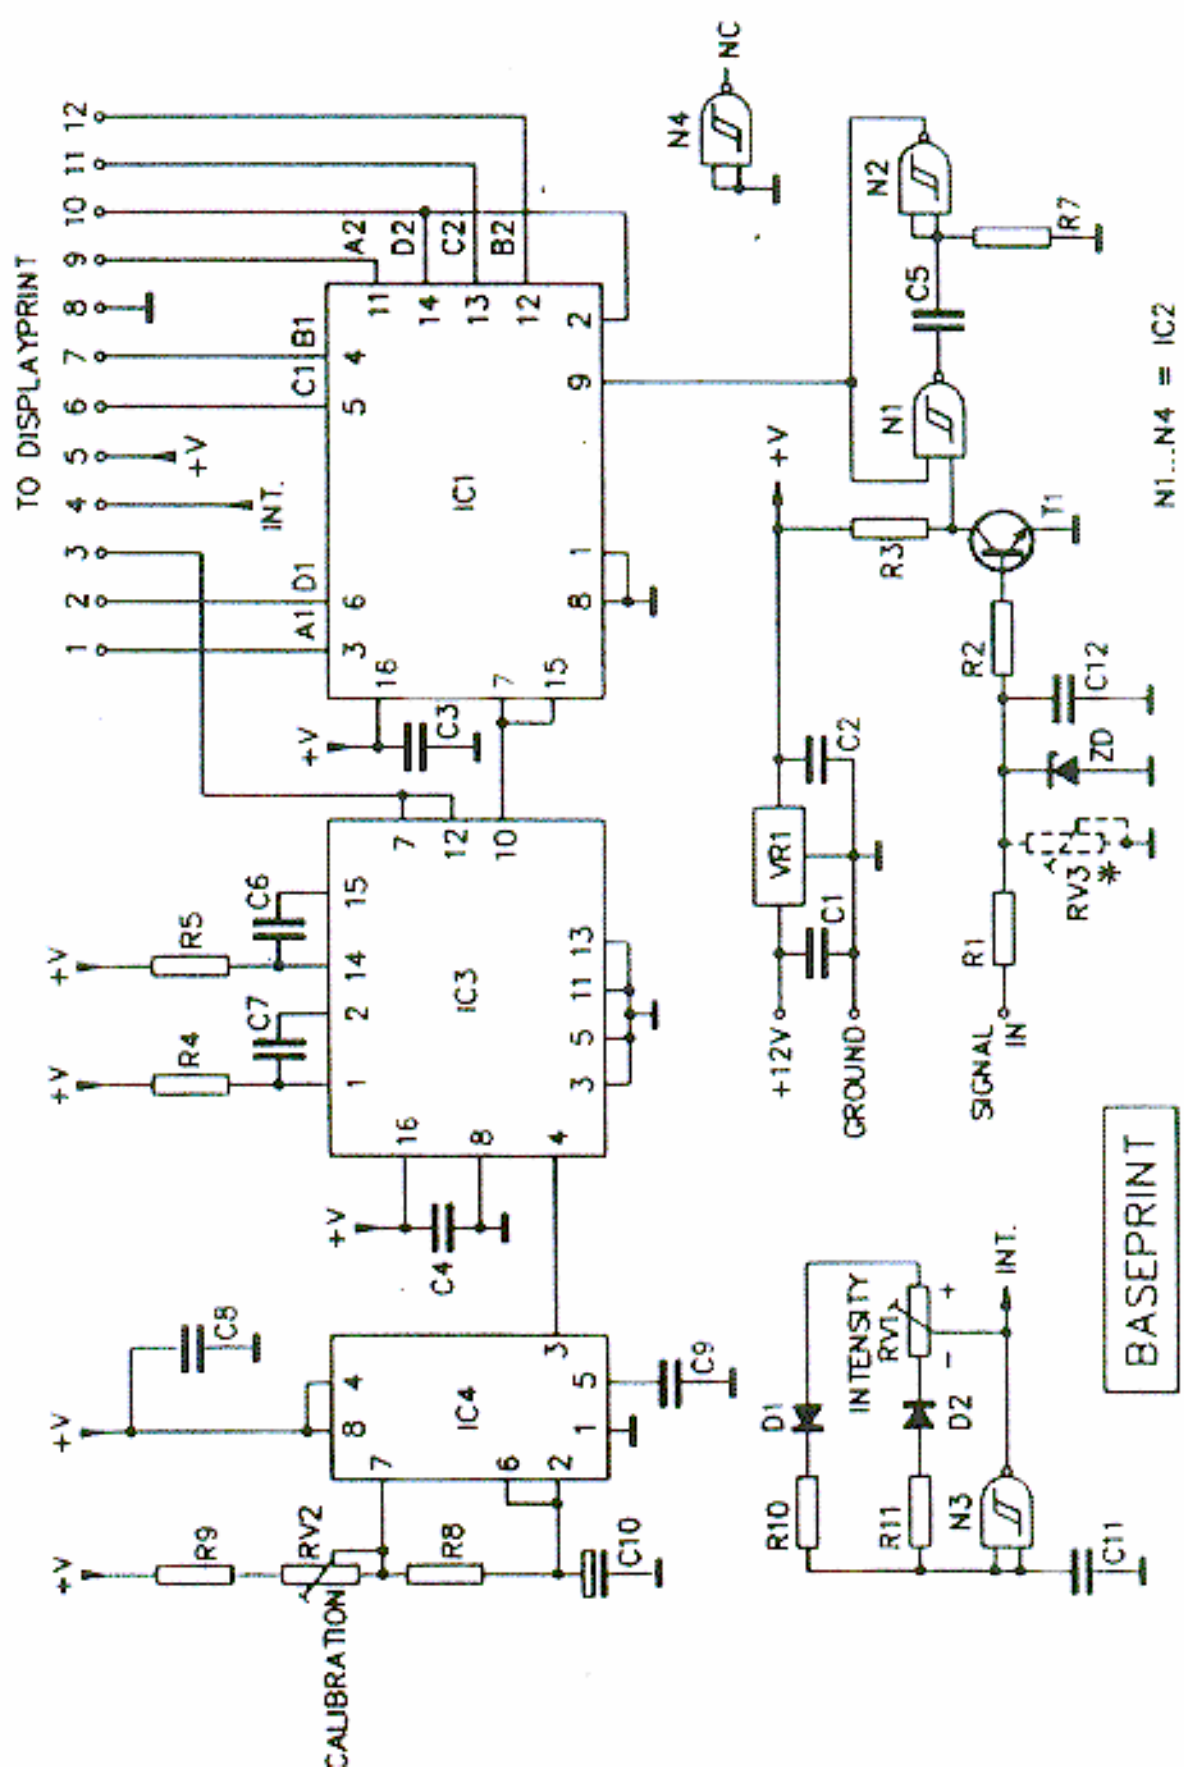 TO DISPLAYPRINT
1 2 3 4 5 6 7 8 9 10 11 12
INT.
+V
A1 D1 C1 B1 A2 D2 C2 B2
3 6 5 4 11 14 13 12
16
7
15
IC1
8 1 9 2
+V
C3
+V
R4
C7
+V
R5
C6
1 2 14 15
16
8
4
IC3
7
12
10
3 5 11 13
+V
C4
+V
C8
8 4
7
6
2
IC4
3
1 5
C9
+V
R9
RV2
CALIBRATION
R8
C10
N4
NC
+12V
GROUND
C1
VR1
C2
+V
R3
N1
C5
N2
R7
SIGNAL
IN
R1
RV3
*
ZD
C12
R2
T1
N1...N4 = IC2
R10
D1
INTENSITY
RV1
- +
R11
D2
N3
C11
INT.
BASEPRINT